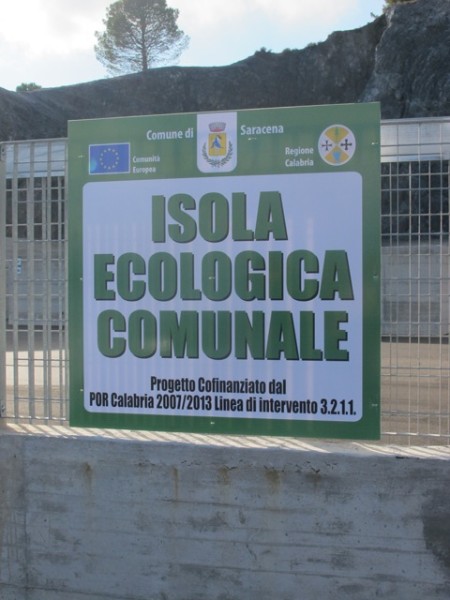 Comune di Saracena
Comunità
Europea
Regione
Calabria
ISOLA
ECOLOGICA
COMUNALE
Progetto Cofinanziato dal
POR Calabria 2007/2013 Linea di intervento 3.2.1.1.